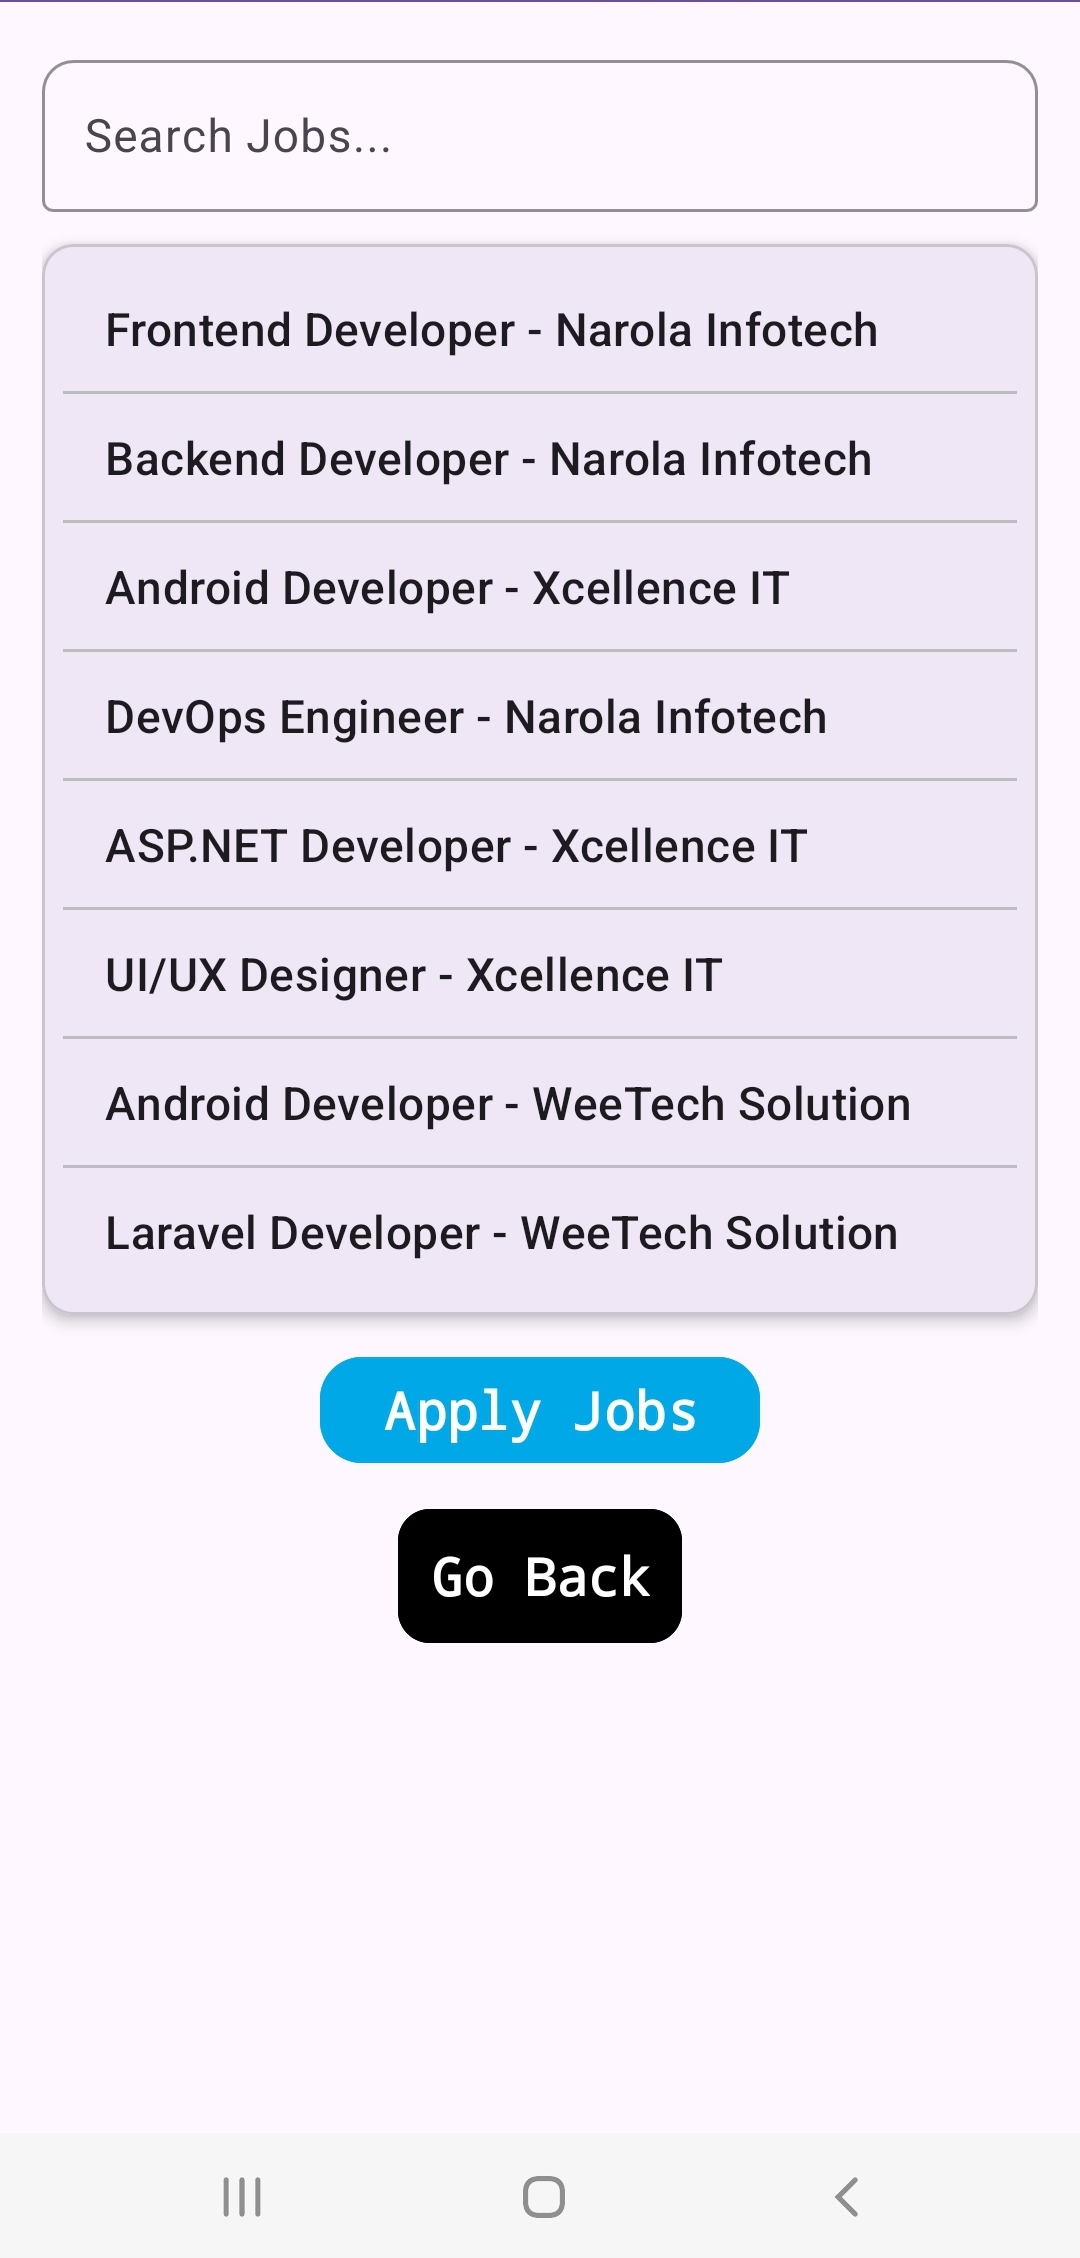 Search Jobs...
Frontend Developer - Narola Infotech
Backend Developer - Narola Infotech
Android Developer - Xcellence IT
DevOps Engineer - Narola Infotech
ASP.NET Developer - Xcellence IT
UI/UX Designer - Xcellence IT
Android Developer - WeeTech Solution
Laravel Developer - WeeTech Solution
Apply Jobs
Go Back